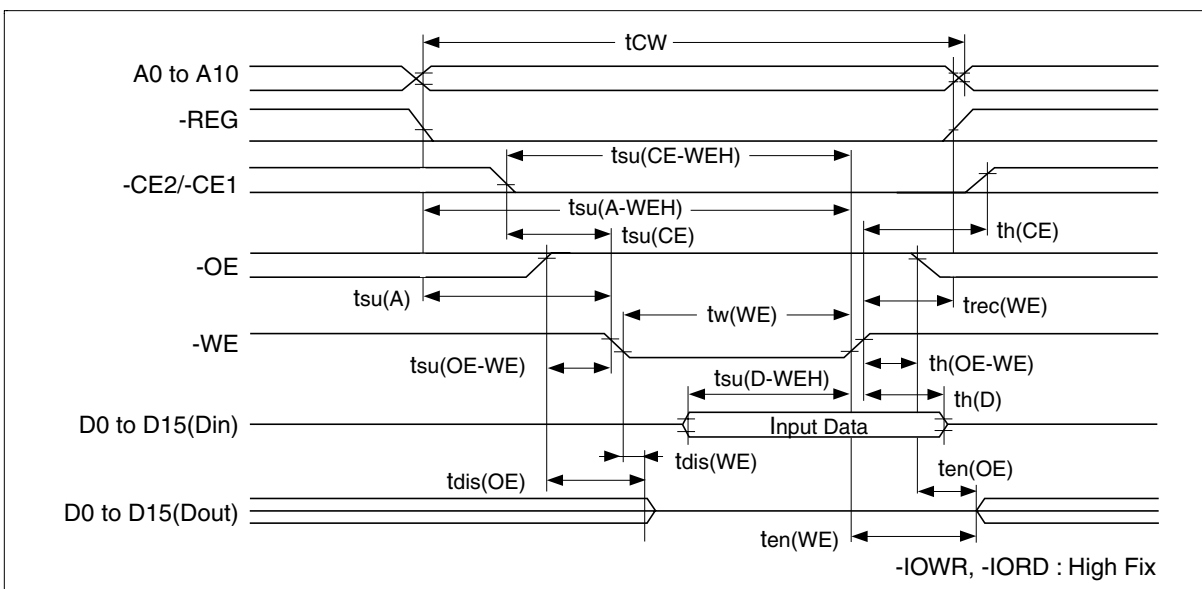 tCW
A0 to A10
-REG
tsu(CE-WEH)
-CE2/-CE1
tsu(A-WEH)
tsu(CE)
th(CE)
-OE
tsu(A)
trec(WE)
tw(WE)
-WE
tsu(OE-WE)
th(OE-WE)
tsu(D-WEH)
th(D)
D0 to D15(Din)
Input Data
tdis(WE)
ten(OE)
tdis(OE)
D0 to D15(Dout)
ten(WE)
-IOWR, -IORD : High Fix